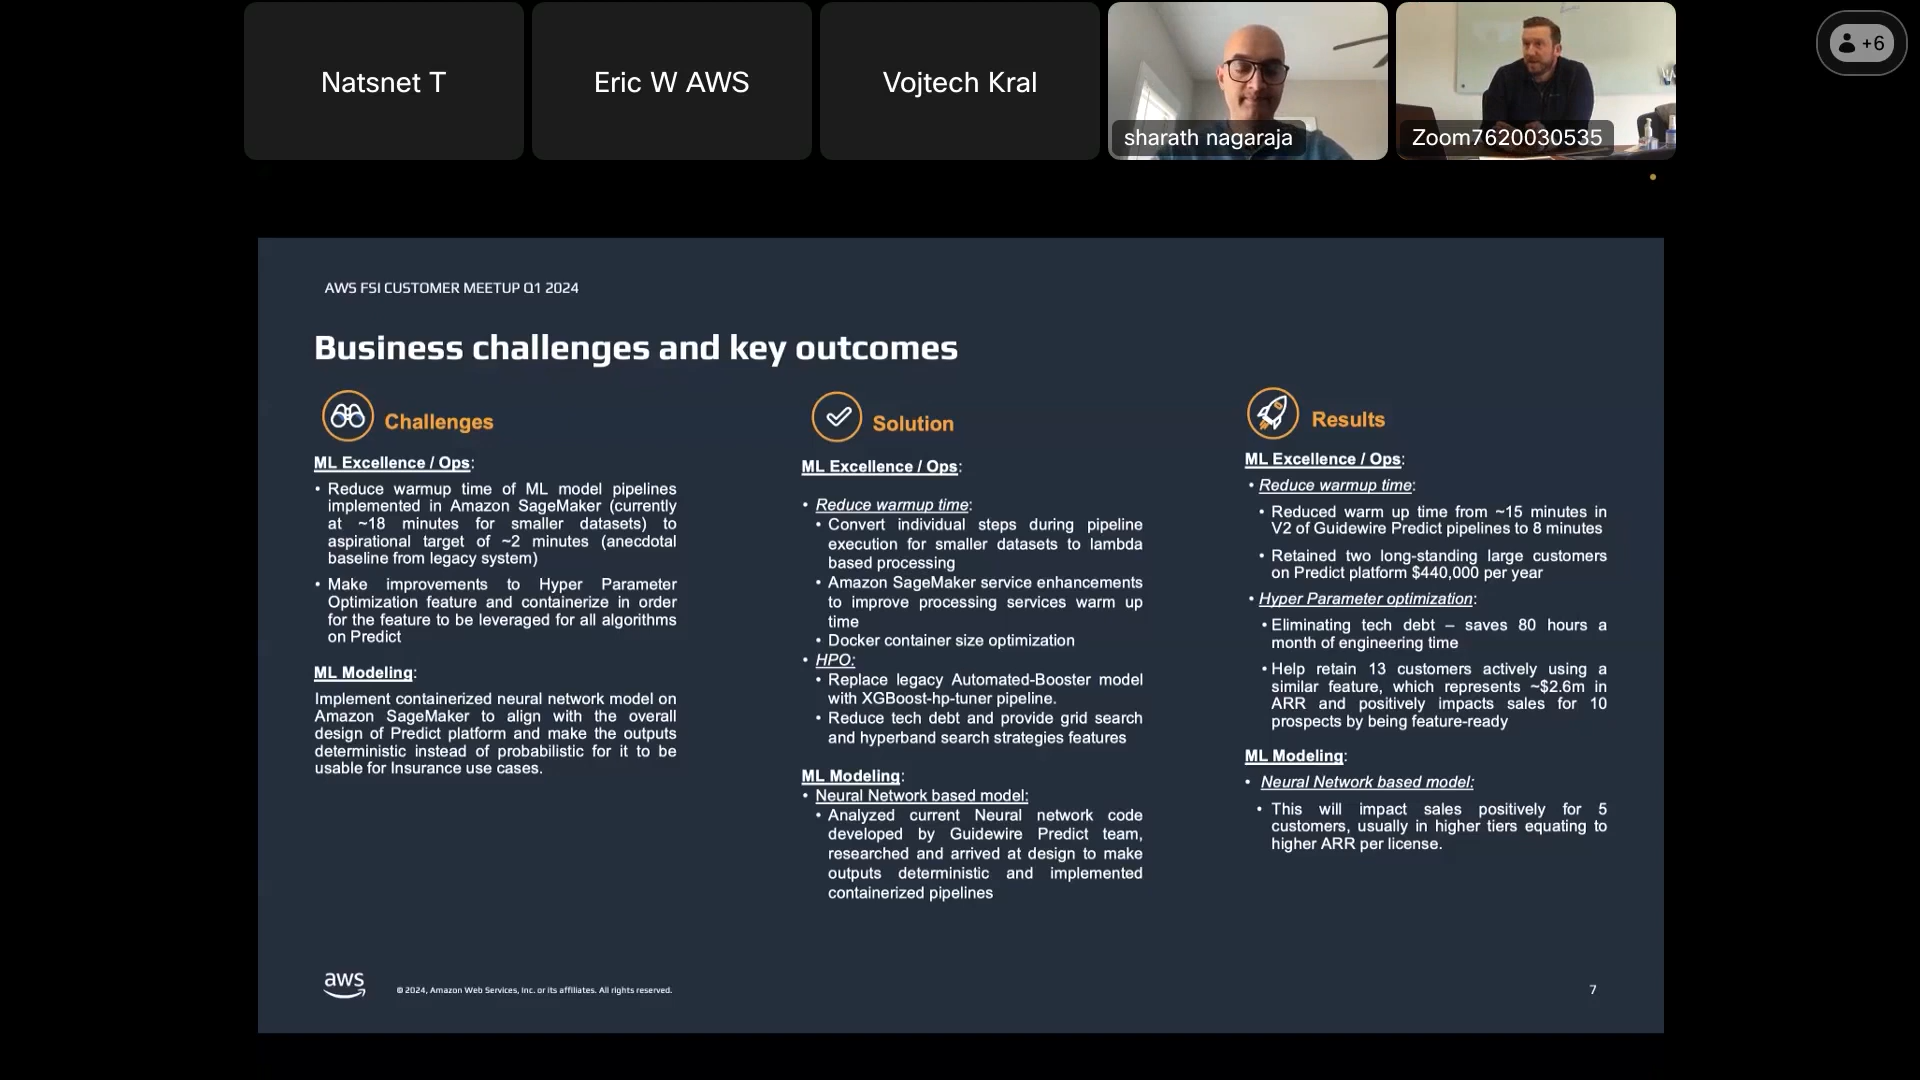 Natsnet T
Eric W AWS
Vojtech Kral
sharath nagaraja
Zoom7620030535
+6
AWS FSI CUSTOMER MEETUP Q1 2024
Business challenges and key outcomes
Challenges
ML Excellence / Ops:
• Reduce warmup time of ML model pipelines
implemented in Amazon SageMaker (currently
at ~18 minutes for smaller datasets) to
aspirational target of ~2 minutes (anecdotal
baseline from legacy system)
• Make improvements to Hyper Parameter
Optimization feature and containerize in order
for the feature to be leveraged for all algorithms
on Predict
ML Modeling:
Implement containerized neural network model on
Amazon SageMaker to align with the overall
design of Predict platform and make the outputs
deterministic instead of probabilistic for it to be
usable for Insurance use cases.
Solution
ML Excellence / Ops:
• Reduce warmup time:
• Convert individual steps during pipeline
execution for smaller datasets to lambda
based processing
• Amazon SageMaker service enhancements
to improve processing services warm up
time
• Docker container size optimization
• HPO:
• Replace legacy Automated-Booster model
with XGBoost-hp-tuner pipeline.
• Reduce tech debt and provide grid search
and hyperband search strategies features
ML Modeling:
• Neural Network based model:
• Analyzed current Neural network code
developed by Guidewire Predict team,
researched and arrived at design to make
outputs deterministic and implemented
containerized pipelines
Results
ML Excellence / Ops:
• Reduce warmup time:
• Reduced warm up time from ~15 minutes in
V2 of Guidewire Predict pipelines to 8 minutes
• Retained two long-standing large customers
on Predict platform $440,000 per year
• Hyper Parameter optimization:
• Eliminating tech debt – saves 80 hours a
month of engineering time
• Help retain 13 customers actively using a
similar feature, which represents ~$2.6m in
ARR and positively impacts sales for 10
prospects by being feature-ready
ML Modeling:
• Neural Network based model:
• This will impact sales positively for 5
customers, usually in higher tiers equating to
higher ARR per license.
aws
© 2024, Amazon Web Services, Inc. or its affiliates. All rights reserved.
7